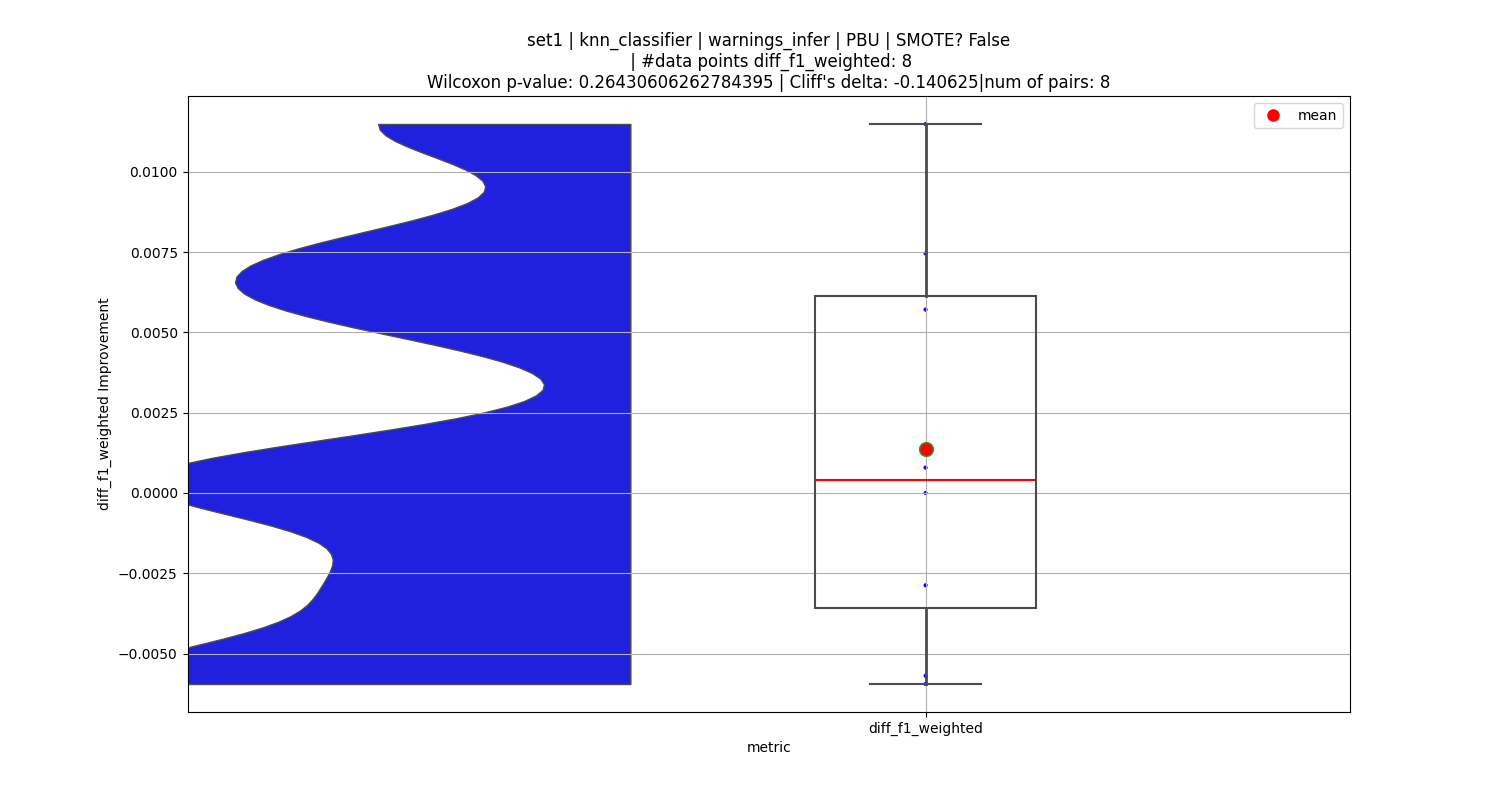 set1 | knn_classifier | warnings_infer | PBU | SMOTE? False
| #data points diff_f1_weighted: 8
Wilcoxon p-value: 0.26430606262784395 | Cliff's delta: -0.140625|num of pairs: 8
mean
0.0100
0.0075
0.0050
0.0025
0.0000
−0.0025
−0.0050
diff_f1_weighted Improvement
diff_f1_weighted
metric